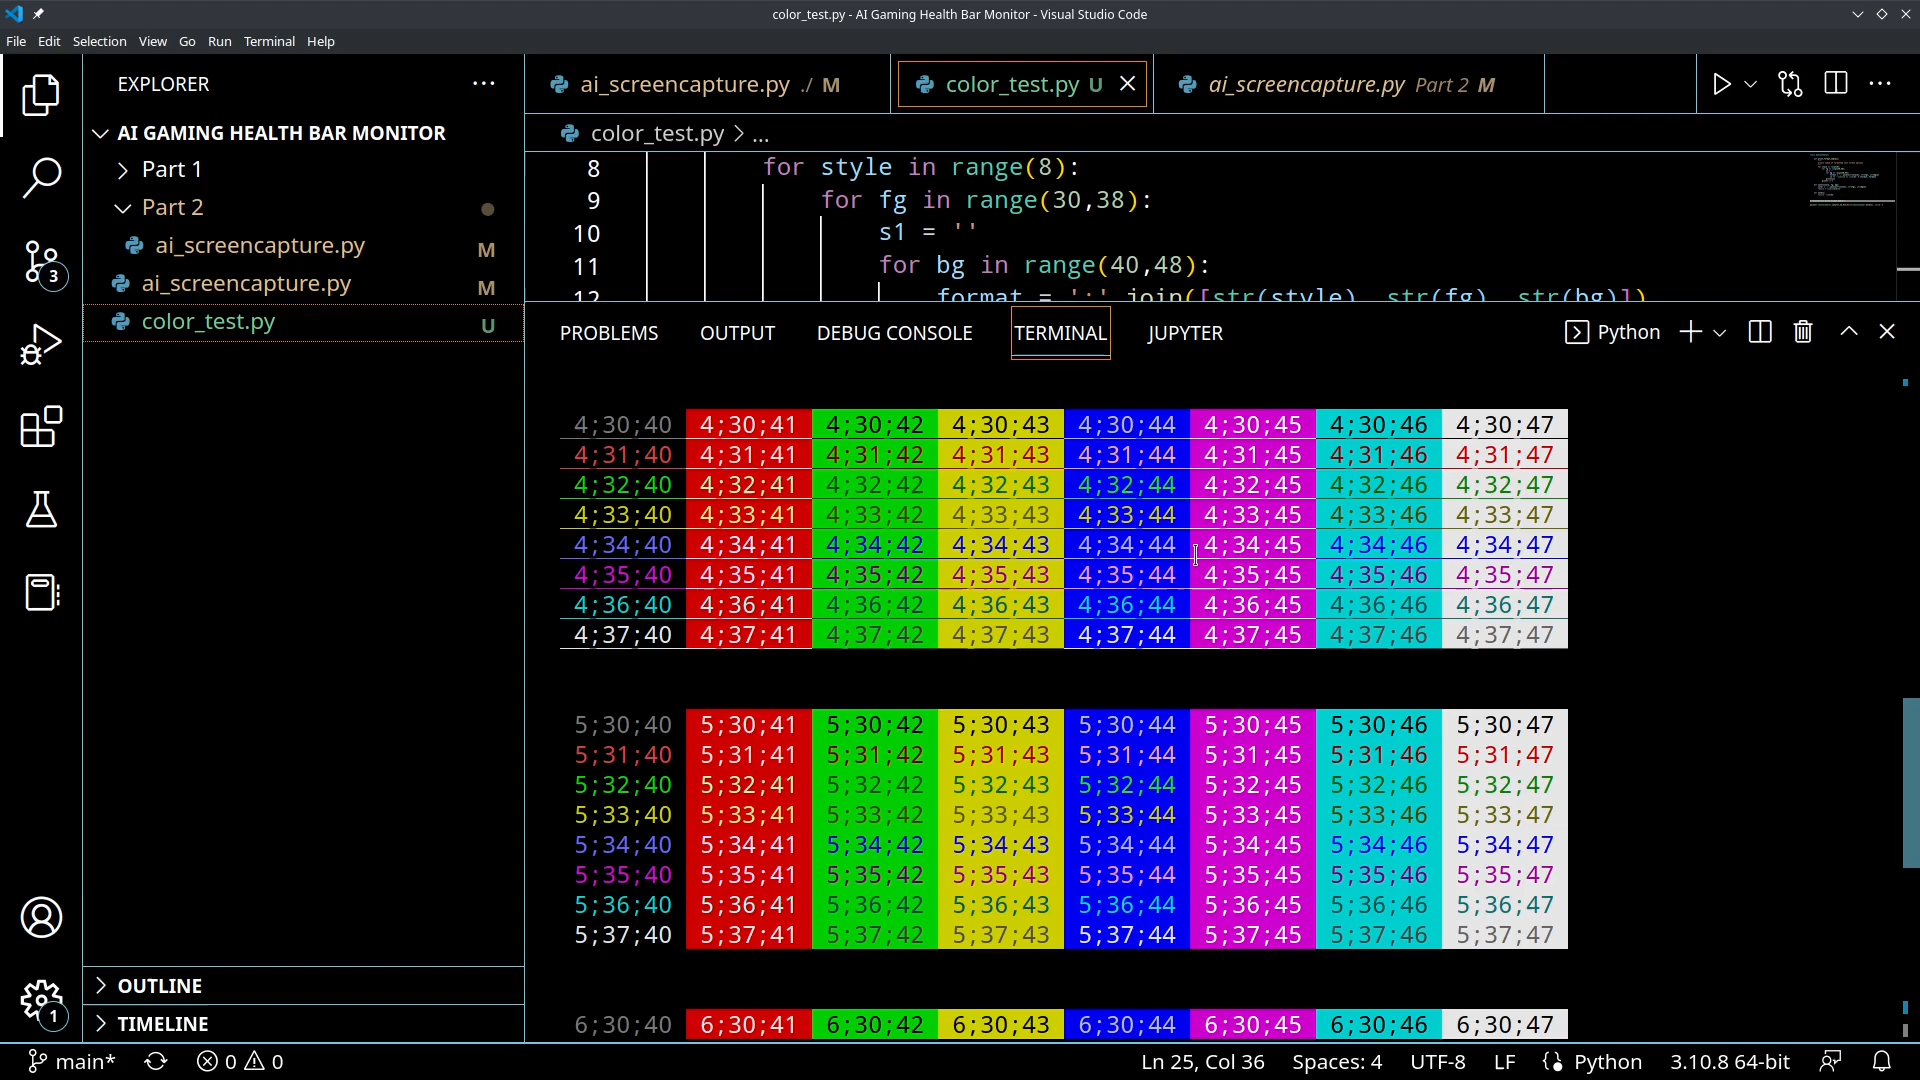 color_test.py - AI Gaming Health Bar Monitor - Visual Studio Code
File Edit Selection View Go Run Terminal Help
EXPLORER
AI GAMING HEALTH BAR MONITOR
Part 1
Part 2
ai_screencapture.py M
ai_screencapture.py M
color_test.py U
OUTLINE
TIMELINE
3
1
ai_screencapture.py ./ M
color_test.py U
ai_screencapture.py Part 2 M
color_test.py > ...
8 for style in range(8):
9 for fg in range(30,38):
10 s1 = ''
11 for bg in range(40,48):
12 format = ';'.join([str(style), str(fg), str(bg)])
PROBLEMS OUTPUT DEBUG CONSOLE TERMINAL JUPYTER
Python
4;30;40 4;30;41 4;30;42 4;30;43 4;30;44 4;30;45 4;30;46 4;30;47
4;31;40 4;31;41 4;31;42 4;31;43 4;31;44 4;31;45 4;31;46 4;31;47
4;32;40 4;32;41 4;32;42 4;32;43 4;32;44 4;32;45 4;32;46 4;32;47
4;33;40 4;33;41 4;33;42 4;33;43 4;33;44 4;33;45 4;33;46 4;33;47
4;34;40 4;34;41 4;34;42 4;34;43 4;34;44 4;34;45 4;34;46 4;34;47
4;35;40 4;35;41 4;35;42 4;35;43 4;35;44 4;35;45 4;35;46 4;35;47
4;36;40 4;36;41 4;36;42 4;36;43 4;36;44 4;36;45 4;36;46 4;36;47
4;37;40 4;37;41 4;37;42 4;37;43 4;37;44 4;37;45 4;37;46 4;37;47
5;30;40 5;30;41 5;30;42 5;30;43 5;30;44 5;30;45 5;30;46 5;30;47
5;31;40 5;31;41 5;31;42 5;31;43 5;31;44 5;31;45 5;31;46 5;31;47
5;32;40 5;32;41 5;32;42 5;32;43 5;32;44 5;32;45 5;32;46 5;32;47
5;33;40 5;33;41 5;33;42 5;33;43 5;33;44 5;33;45 5;33;46 5;33;47
5;34;40 5;34;41 5;34;42 5;34;43 5;34;44 5;34;45 5;34;46 5;34;47
5;35;40 5;35;41 5;35;42 5;35;43 5;35;44 5;35;45 5;35;46 5;35;47
5;36;40 5;36;41 5;36;42 5;36;43 5;36;44 5;36;45 5;36;46 5;36;47
5;37;40 5;37;41 5;37;42 5;37;43 5;37;44 5;37;45 5;37;46 5;37;47
6;30;40 6;30;41 6;30;42 6;30;43 6;30;44 6;30;45 6;30;46 6;30;47
main* 0 0 Ln 25, Col 36 Spaces: 4 UTF-8 LF Python 3.10.8 64-bit